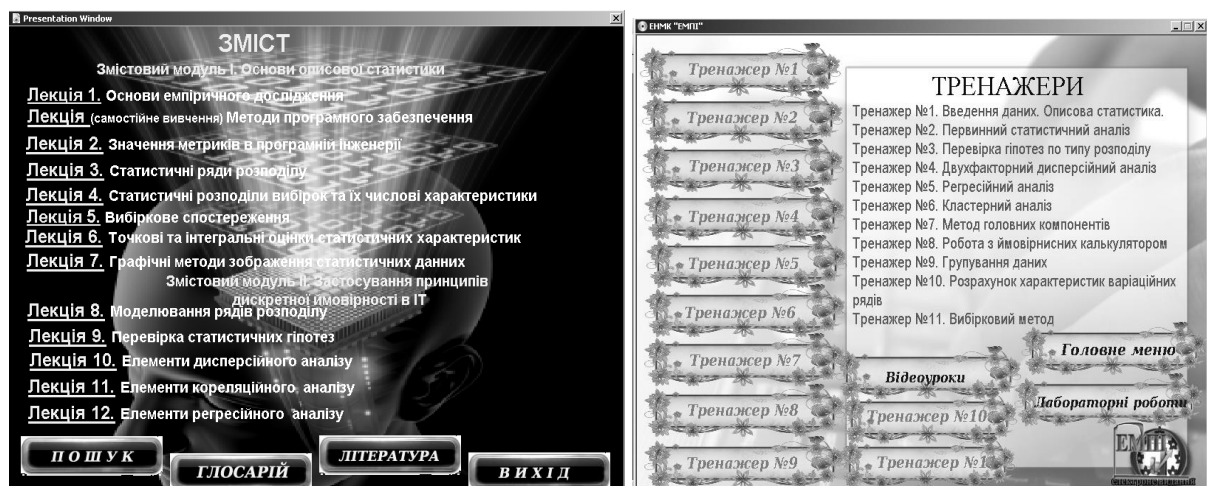 Presentation Window
ЗМІСТ
Змістовий модуль І. Основи описової статистики
Лекція 1. Основи емпіричного дослідження
Лекція (самостійне вивчення) Методи програмного забезпечення
Лекція 2. Значення метриків в програмній інженерії
Лекція 3. Статистичні ряди розподілу
Лекція 4. Статистичні розподіли вибірок та їх числові характеристики
Лекція 5. Вибіркове спостереження
Лекція 6. Точкові та інтегральні оцінки статистичних характеристик
Лекція 7. Графічні методи зображення статистичних данних
Змістовий модуль ІІ. Застосування принципів
дискретної ймовірності в ІТ
Лекція 8. Моделювання рядів розподілу
Лекція 9. Перевірка статистичних гіпотез
Лекція 10. Елементи дисперсійного аналізу
Лекція 11. Елементи кореляційного аналізу
Лекція 12. Елементи регресійного аналізу
ПОШУК
ГЛОСАРІЙ
ЛІТЕРАТУРА
ВИХІД
ЕНМК "ЕМПІ"
Тренажер №1
Тренажер №2
Тренажер №3
Тренажер №4
Тренажер №5
Тренажер №6
Тренажер №7
Тренажер №8
Тренажер №9
ТРЕНАЖЕРИ
Тренажер №1. Введення даних. Описова статистика.
Тренажер №2. Первинний статистичний аналіз
Тренажер №3. Перевірка гіпотез по типу розподілу
Тренажер №4. Двухфакторний дисперсійний аналіз
Тренажер №5. Регресійний аналіз
Тренажер №6. Кластерний аналіз
Тренажер №7. Метод головних компонентів
Тренажер №8. Робота з ймовірнисних калькулятором
Тренажер №9. Групування даних
Тренажер №10. Розрахунок характеристик варіаційних
рядів
Тренажер №11. Вибірковий метод
Головне меню
Відеоуроки
Лабораторні роботи
Тренажер №10
Тренажер №1